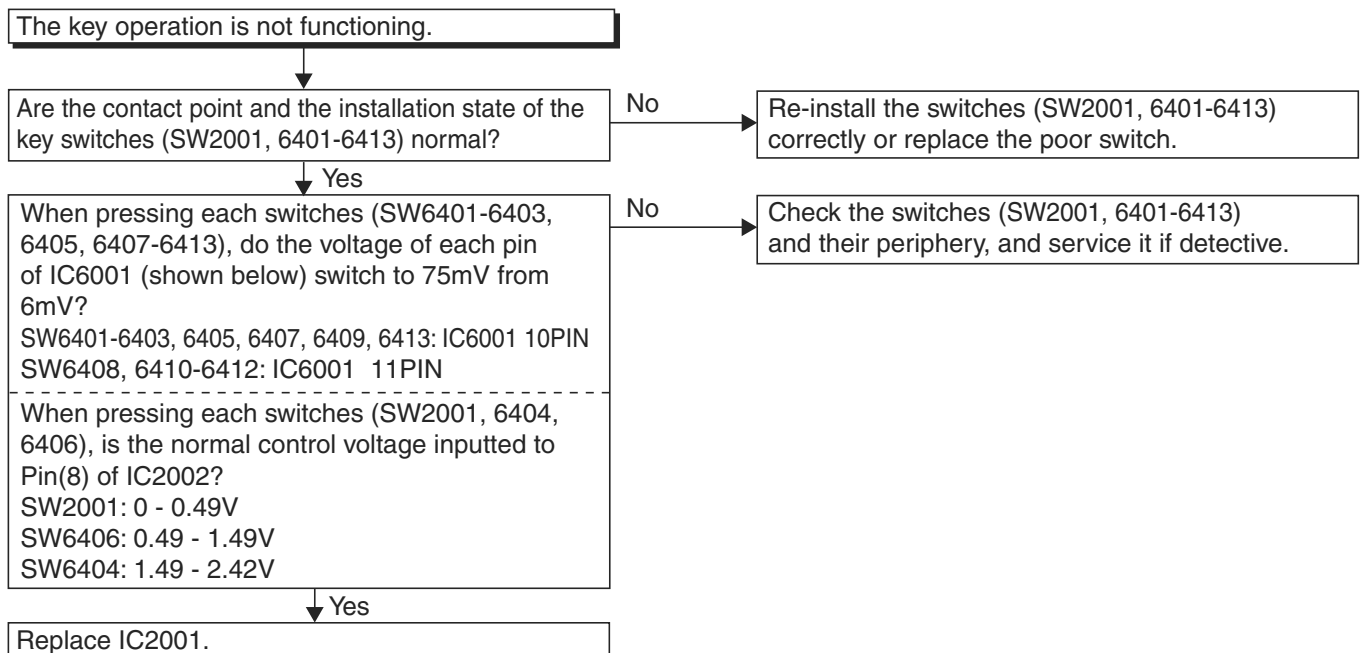 The key operation is not functioning.
Are the contact point and the installation state of the
key switches (SW2001, 6401-6413) normal?
No
Re-install the switches (SW2001, 6401-6413)
correctly or replace the poor switch.
Yes
When pressing each switches (SW6401-6403,
6405, 6407-6413), do the voltage of each pin
of IC6001 (shown below) switch to 75mV from
6mV?
SW6401-6403, 6405, 6407, 6409, 6413: IC6001 10PIN
SW6408, 6410-6412: IC6001 11PIN
No
Check the switches (SW2001, 6401-6413)
and their periphery, and service it if detective.
When pressing each switches (SW2001, 6404,
6406), is the normal control voltage inputted to
Pin(8) of IC2002?
SW2001: 0 - 0.49V
SW6406: 0.49 - 1.49V
SW6404: 1.49 - 2.42V
Yes
Replace IC2001.